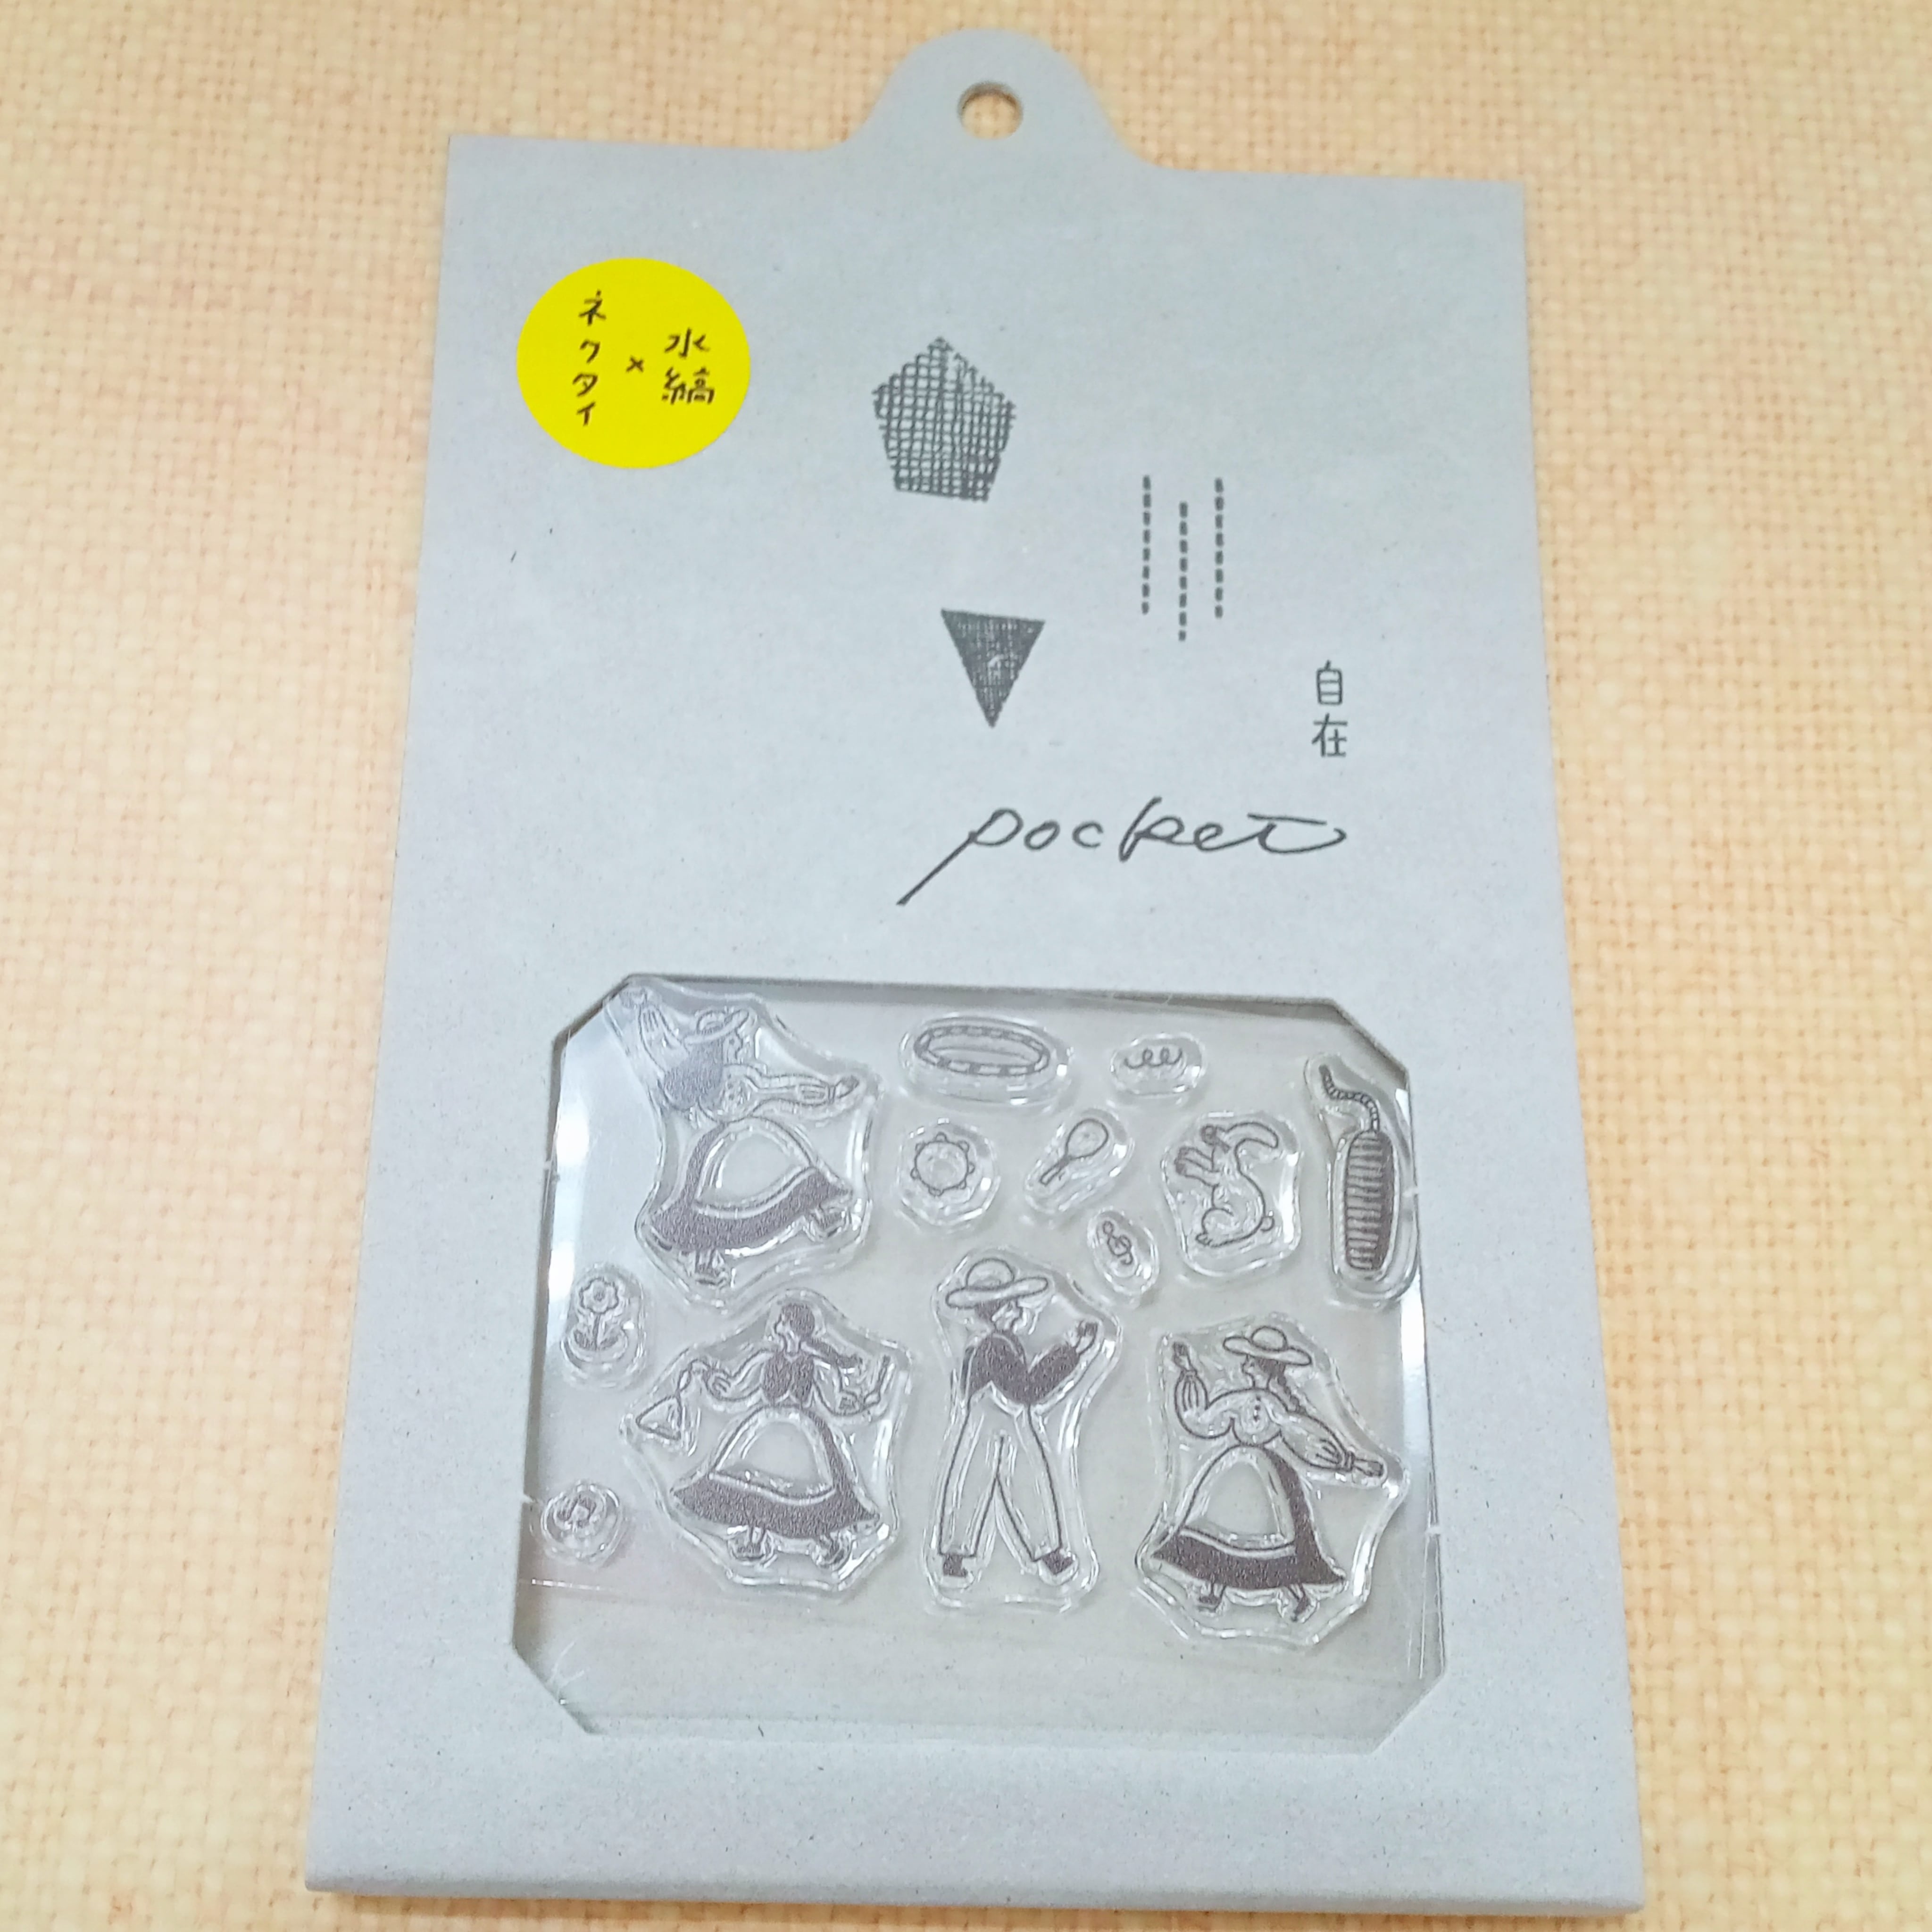 水縞
×
ネクタイ
自在
pocket